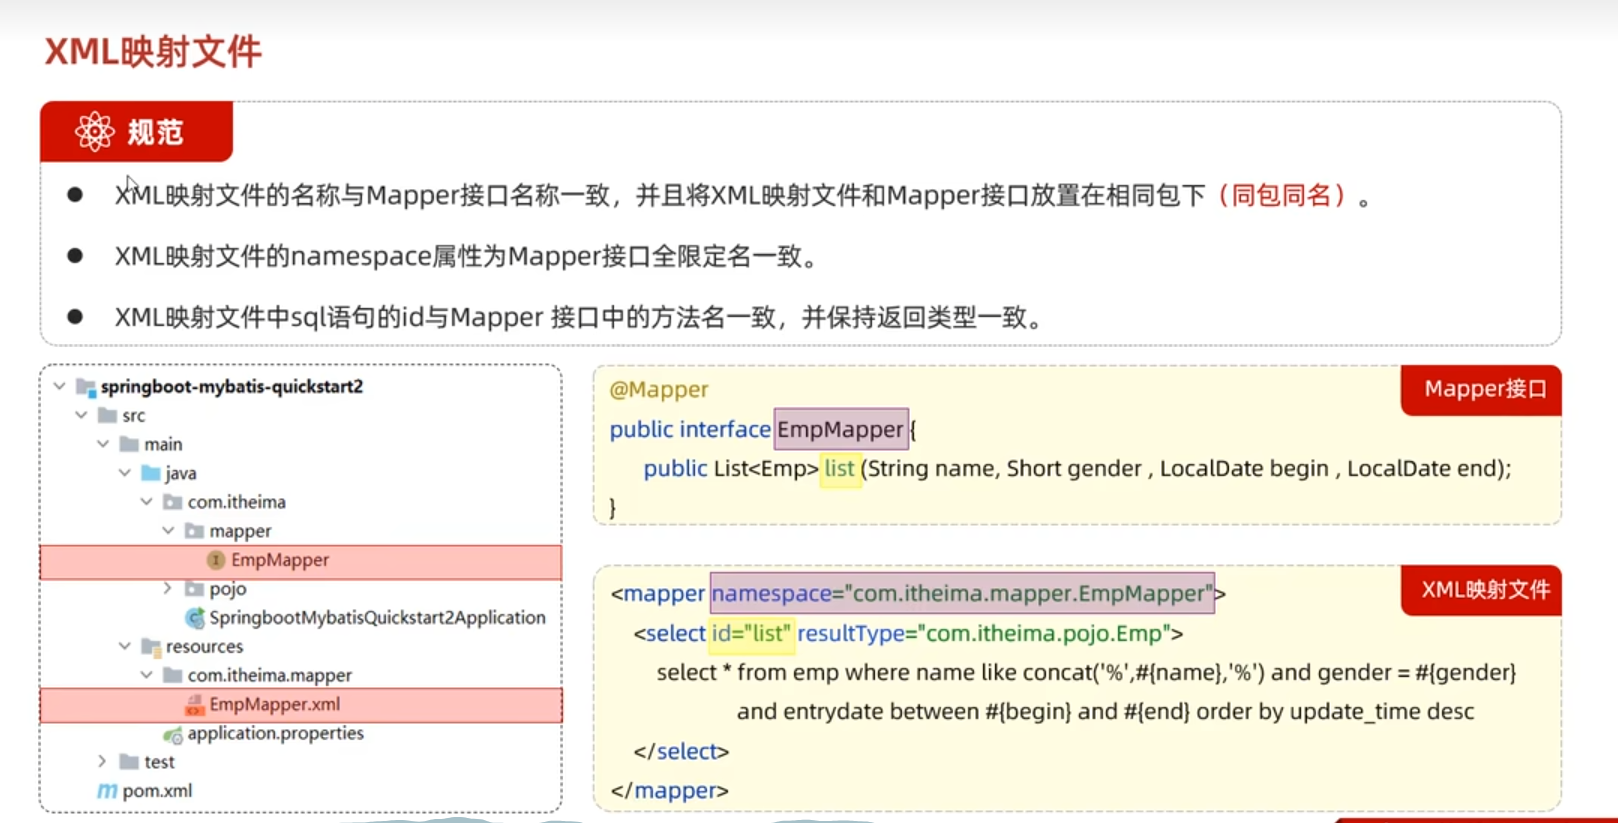 XML映射文件
规范
XML映射文件的名称与Mapper接口名称一致，并且将XML映射文件和Mapper接口放置在相同包下（同包同名）。
XML映射文件的namespace属性为Mapper接口全限定名一致。
XML映射文件中sql语句的id与Mapper 接口中的方法名一致，并保持返回类型一致。
springboot-mybatis-quickstart2
src
main
java
com.itheima
mapper
EmpMapper
pojo
SpringbootMybatisQuickstart2Application
resources
com.itheima.mapper
EmpMapper.xml
application.properties
test
pom.xml
Mapper接口
@Mapper
public interface EmpMapper {
public List<Emp> list (String name, Short gender , LocalDate begin , LocalDate end);
}
XML映射文件
<mapper namespace="com.itheima.mapper.EmpMapper">
<select id="list" resultType="com.itheima.pojo.Emp">
select * from emp where name like concat('%',#{name},'%') and gender = #{gender}
and entrydate between #{begin} and #{end} order by update_time desc
</select>
</mapper>